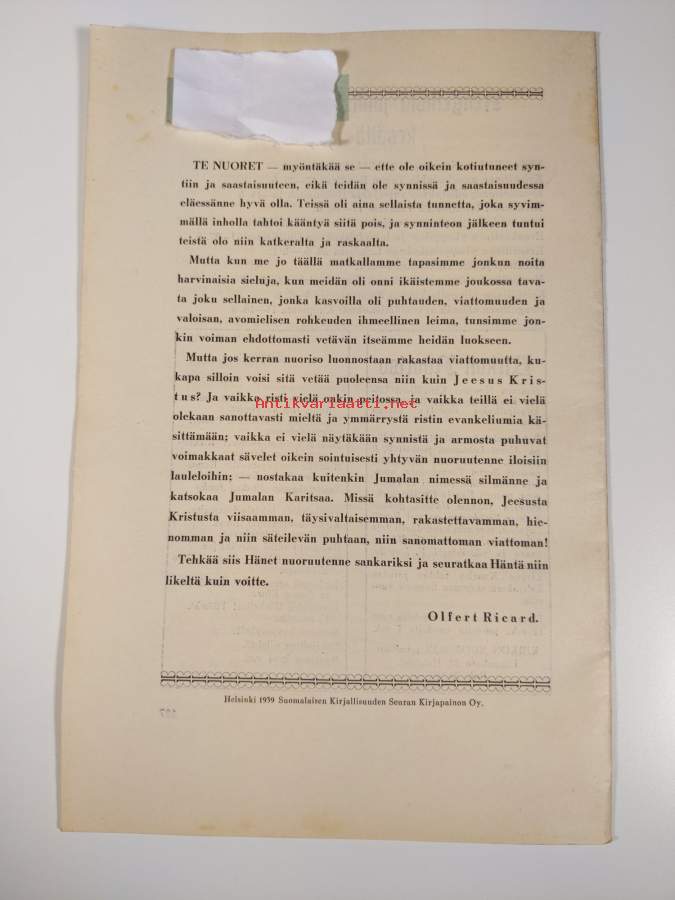 TE NUORET — myöntäkää se — ette ole oikein kotiutuneet syn-
tiin ja saastaisuuteen, eikä teidän ole synnissä ja saastaisuudessa
eläessänne hyvä olla. Teissä oli aina sellaista tunnetta, joka syvim-
mällä inholla tahtoi kääntyä siitä pois, ja synninteon jälkeen tuntui
teistä olo niin katkeralta ja raskaalta.
Mutta kun me jo täällä matkallamme tapasimme jonkun noita
harvinaisia sieluja, kun meidän oli onni ikäistemme joukossa tava-
ta joku sellainen, jonka kasvoilla oli puhtauden, viattomuuden ja
valoisan, avomielisen rohkeuden ihmeellinen leima, tunsimme jon-
kin voiman ehdottomasti vetävän itseämme heidän luokseen.
Mutta jos kerran nuoriso luonnostaan rakastaa viattomuutta, ku-
kapa silloin voisi sitä vetää puoleensa niin kuin Jeesus Kris-
tus? Ja vaikka risti vielä onkin peitossa, ja vaikka teillä ei vielä
Antikvariaatti.net
olekaan sanottavasti mieltä ja ymmärrystä ristin evankeliumia kä-
sittämään; vaikka ei vielä näytäkään synnistä ja armosta puhuvat
voimakkaat sävelet oikein sointuisesti yhtyvän nuoruutenne iloisiin
lauleloihin; — nostakaa kuitenkin Jumalan nimessä silmänne ja
katsokaa Jumalan Karitsaa. Missä kohtasitte olennon, Jeesusta
Kristusta viisaamman, täysivaltaisemman, rakastettavamman, hie-
nomman ja niin säteilevän puhtaan, niin sanomattoman viattoman!
Tehkää siis Hänet nuoruutenne sankariksi ja seuratkaa Häntä niin
likeltä kuin voitte.
Olfert Ricard.
Helsinki 1939 Suomalaisen Kirjallisuuden Seuran Kirjapainon Oy.